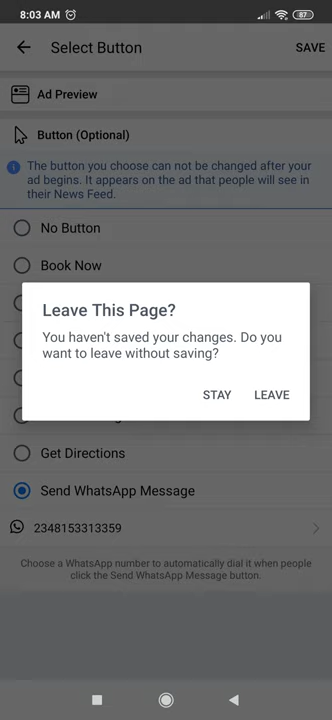 8:03 AM
87
Select Button
SAVE
Ad Preview
Button (Optional)
The button you choose can not be changed after your
ad begins. It appears on the ad that people will see in
their News Feed.
No Button
Book Now
Leave This Page?
You haven't saved your changes. Do you
want to leave without saving?
STAY
LEAVE
Get Directions
Send WhatsApp Message
2348153313359
Choose a WhatsApp number to automatically dial it when people
click the Send WhatsApp Message button.